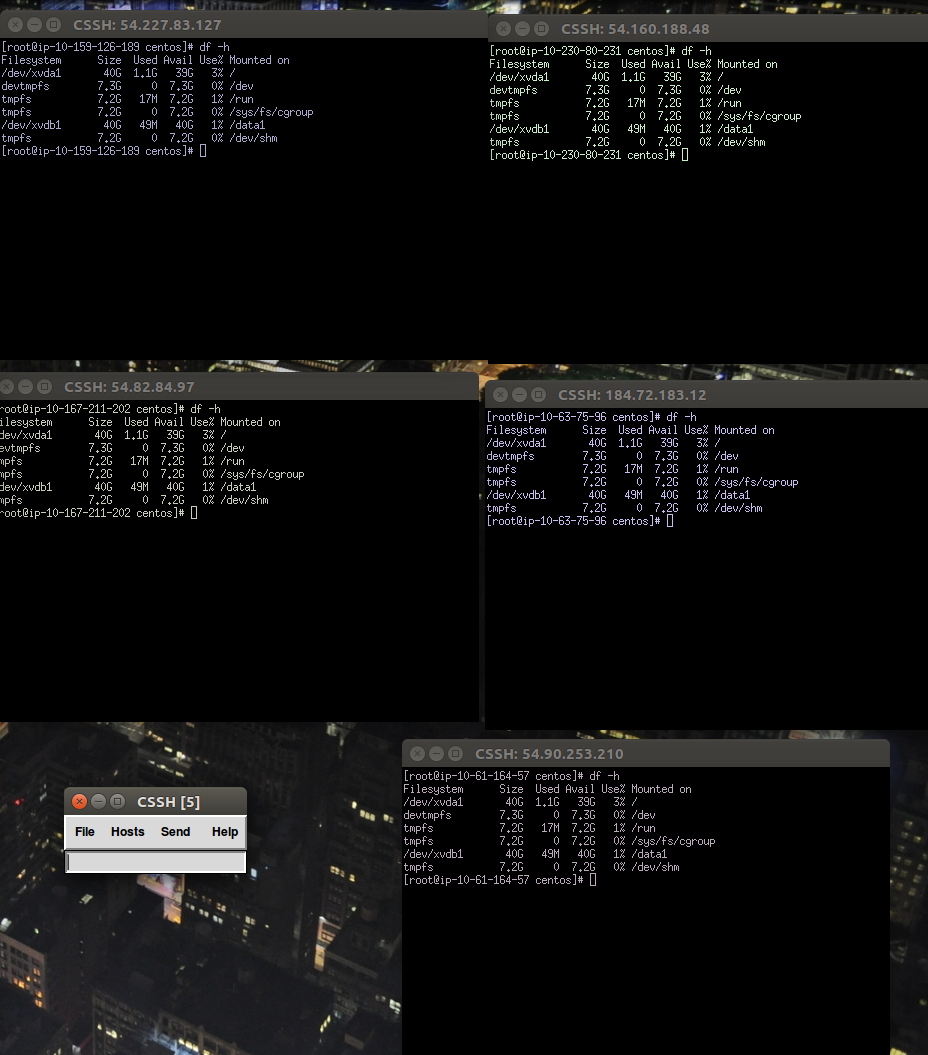 CSSH: 54.227.83.127
[root@ip-10-159-126-189 centos]# df -h
Filesystem Size Used Avail Use% Mounted on
/dev/xvda1 40G 1.1G 39G 3% /
devtmpfs 7.3G 0 7.3G 0% /dev
tmpfs 7.2G 17M 7.2G 1% /run
tmpfs 7.2G 0 7.2G 0% /sys/fs/cgroup
/dev/xvdb1 40G 49M 40G 1% /data1
tmpfs 7.2G 0 7.2G 0% /dev/shm
[root@ip-10-159-126-189 centos]#
CSSH: 54.160.188.48
[root@ip-10-230-80-231 centos]# df -h
Filesystem Size Used Avail Use% Mounted on
/dev/xvda1 40G 1.1G 39G 3% /
devtmpfs 7.3G 0 7.3G 0% /dev
tmpfs 7.2G 17M 7.2G 1% /run
tmpfs 7.2G 0 7.2G 0% /sys/fs/cgroup
/dev/xvdb1 40G 49M 40G 1% /data1
tmpfs 7.2G 0 7.2G 0% /dev/shm
[root@ip-10-230-80-231 centos]#
CSSH: 54.82.84.97
root@ip-10-167-211-202 centos]# df -h
ilesystem Size Used Avail Use% Mounted on
dev/xvda1 40G 1.1G 39G 3% /
evtmpfs 7.3G 0 7.3G 0% /dev
mpfs 7.2G 17M 7.2G 1% /run
mpfs 7.2G 0 7.2G 0% /sys/fs/cgroup
dev/xvdb1 40G 49M 40G 1% /data1
mpfs 7.2G 0 7.2G 0% /dev/shm
root@ip-10-167-211-202 centos]#
CSSH: 184.72.183.12
[root@ip-10-63-75-96 centos]# df -h
Filesystem Size Used Avail Use% Mounted on
/dev/xvda1 40G 1.1G 39G 3% /
devtmpfs 7.3G 0 7.3G 0% /dev
tmpfs 7.2G 17M 7.2G 1% /run
tmpfs 7.2G 0 7.2G 0% /sys/fs/cgroup
/dev/xvdb1 40G 49M 40G 1% /data1
tmpfs 7.2G 0 7.2G 0% /dev/shm
[root@ip-10-63-75-96 centos]#
CSSH [5]
File Hosts Send Help
CSSH: 54.90.253.210
[root@ip-10-61-164-57 centos]# df -h
Filesystem Size Used Avail Use% Mounted on
/dev/xvda1 40G 1.1G 39G 3% /
devtmpfs 7.3G 0 7.3G 0% /dev
tmpfs 7.2G 17M 7.2G 1% /run
tmpfs 7.2G 0 7.2G 0% /sys/fs/cgroup
/dev/xvdb1 40G 49M 40G 1% /data1
tmpfs 7.2G 0 7.2G 0% /dev/shm
[root@ip-10-61-164-57 centos]#